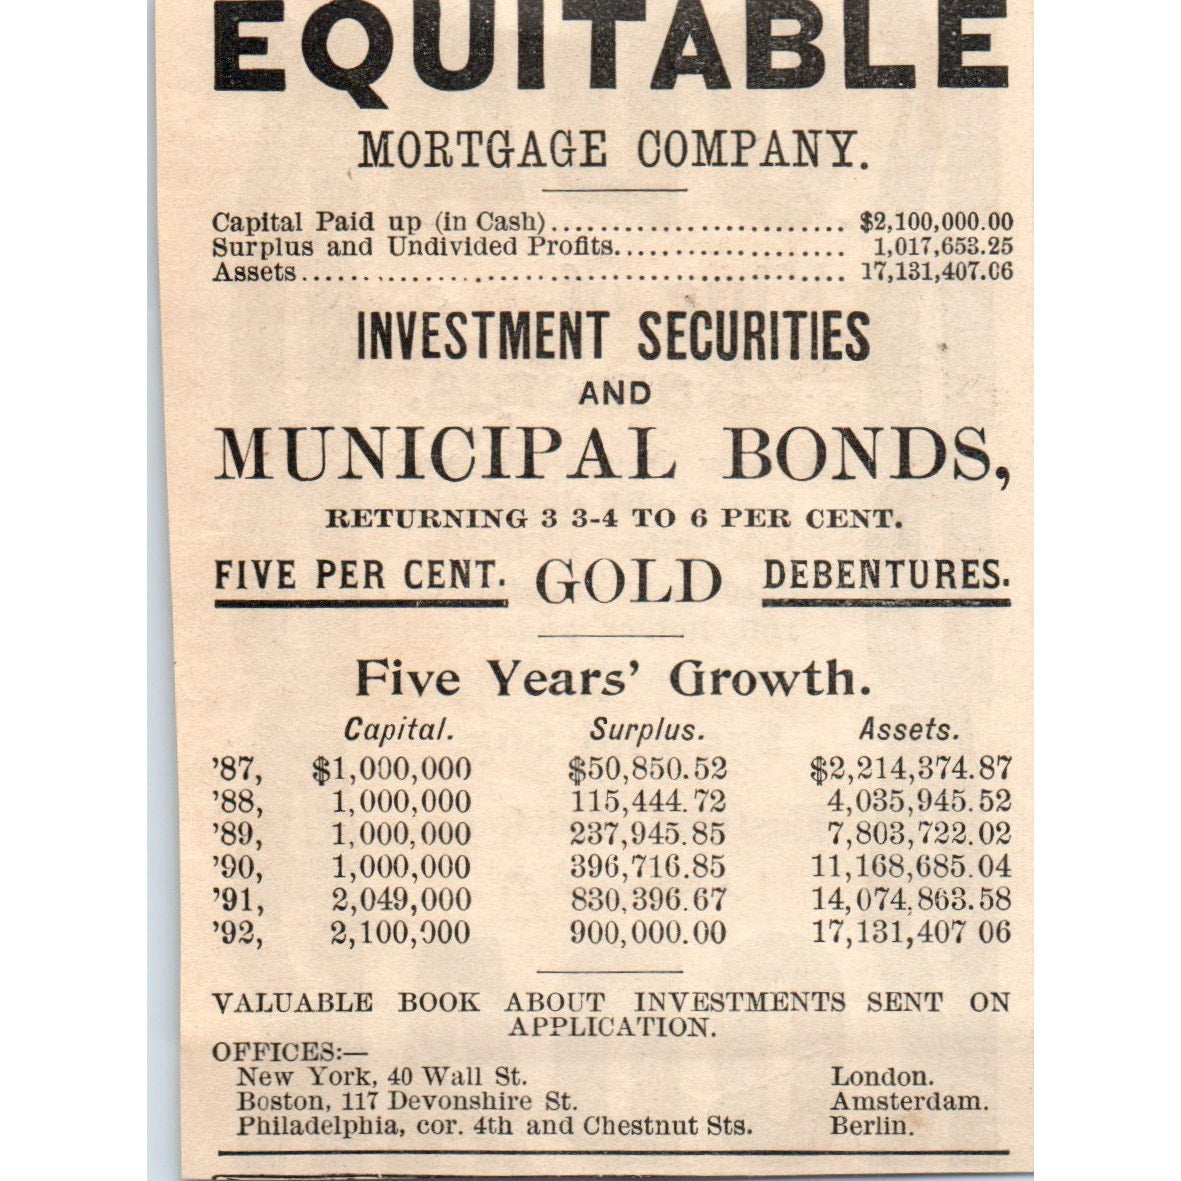 EQUITABLE
MORTGAGE COMPANY.
Capital Paid up (in Cash)............................ $2,100,000.00
Surplus and Undivided Profits...................... 1,017,653.25
Assets.................................................... 17,131,407.06
INVESTMENT SECURITIES
AND
MUNICIPAL BONDS,
RETURNING 3 3-4 TO 6 PER CENT.
FIVE PER CENT. GOLD DEBENTURES.
Five Years' Growth.
Capital. Surplus. Assets.
'87, $1,000,000 $50,850.52 $2,214,374.87
'88, 1,000,000 115,444.72 4,035,945.52
'89, 1,000,000 237,945.85 7,803,722.02
'90, 1,000,000 396,716.85 11,168,685.04
'91, 2,049,000 830,396.67 14,074,863.58
'92, 2,100,000 900,000.00 17,131,407 06
VALUABLE BOOK ABOUT INVESTMENTS SENT ON
APPLICATION.
OFFICES:—
New York, 40 Wall St. London.
Boston, 117 Devonshire St. Amsterdam.
Philadelphia, cor. 4th and Chestnut Sts. Berlin.